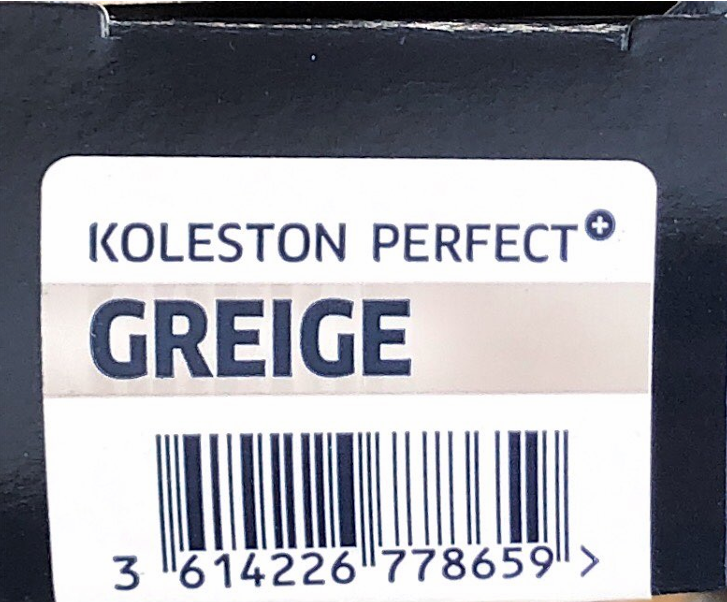 KOLESTON PERFECT+
GREIGE
3 614226 778659 >